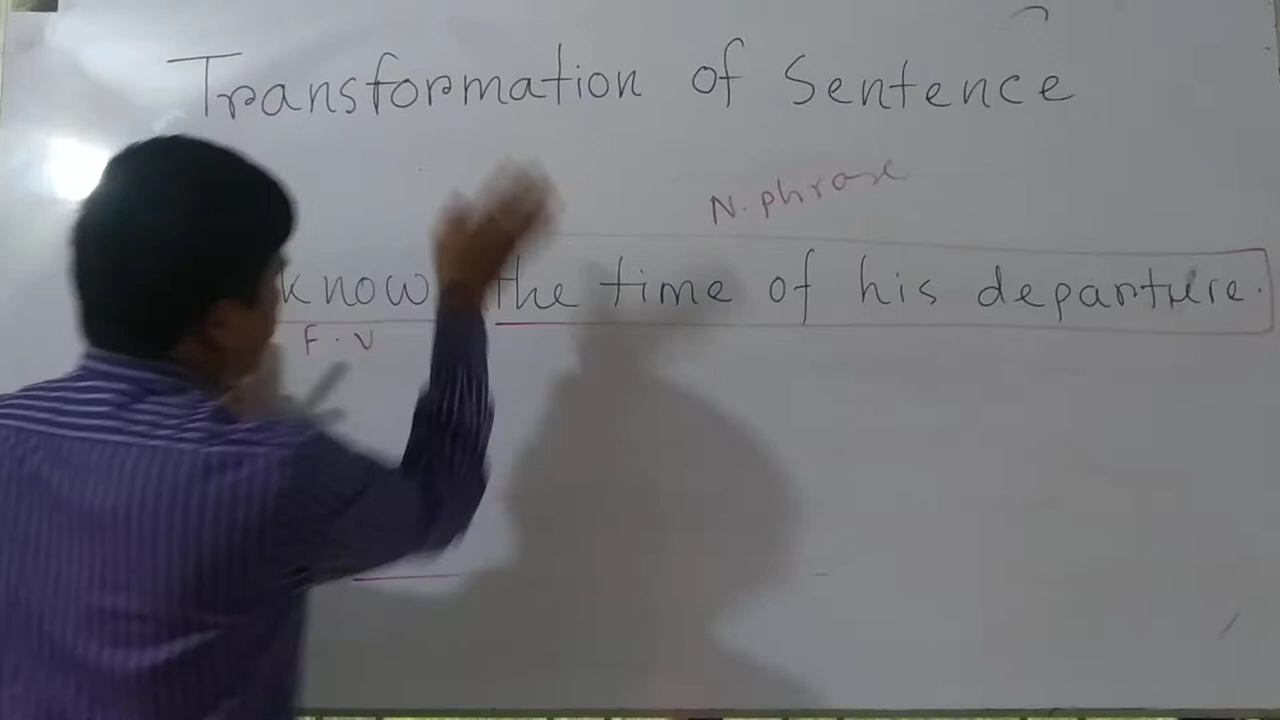 Transformation of Sentence
N. phrase
know the time of his departure.
F. V